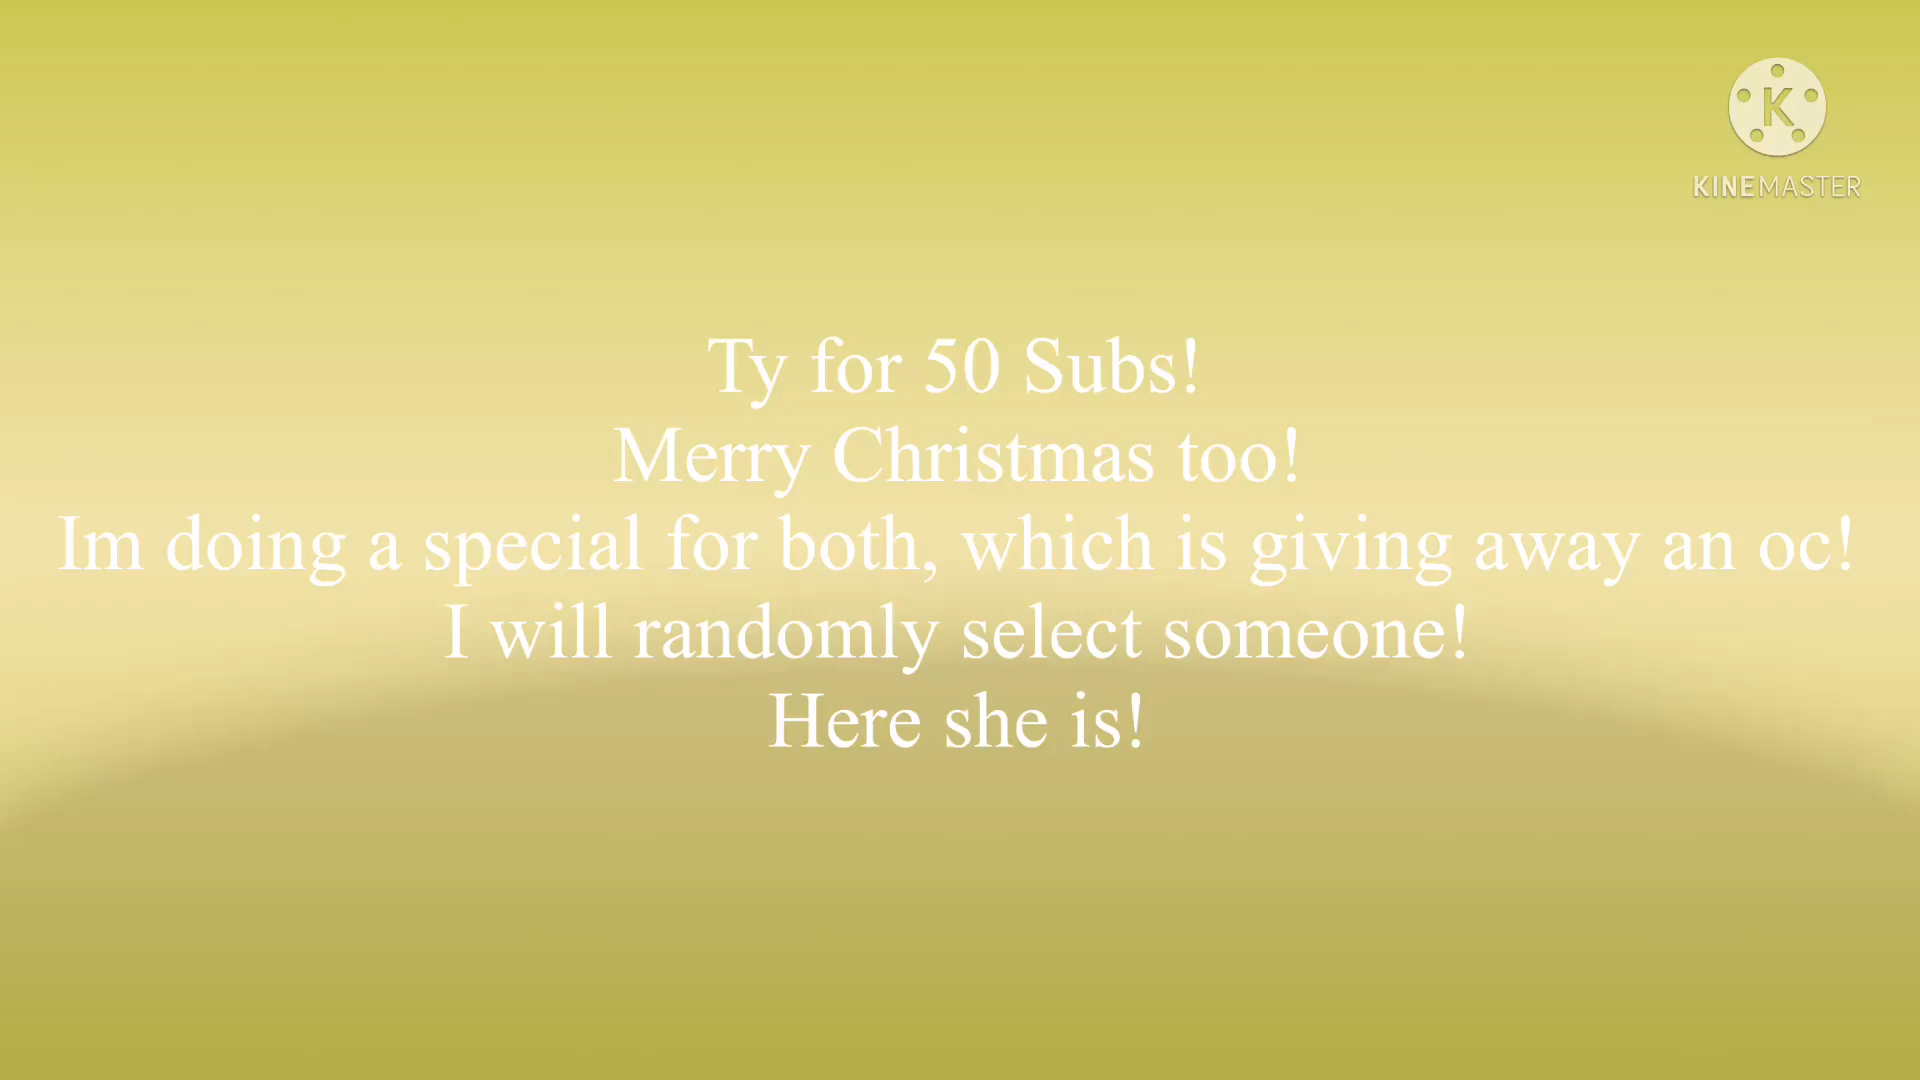 K
KINEMASTER
Ty for 50 Subs!
Merry Christmas too!
Im doing a special for both, which is giving away an oc!
I will randomly select someone!
Here she is!